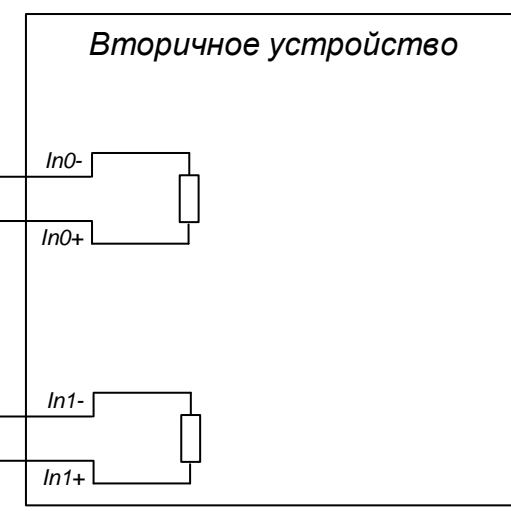 Вторичное устройство
In0-
In0+
In1-
In1+